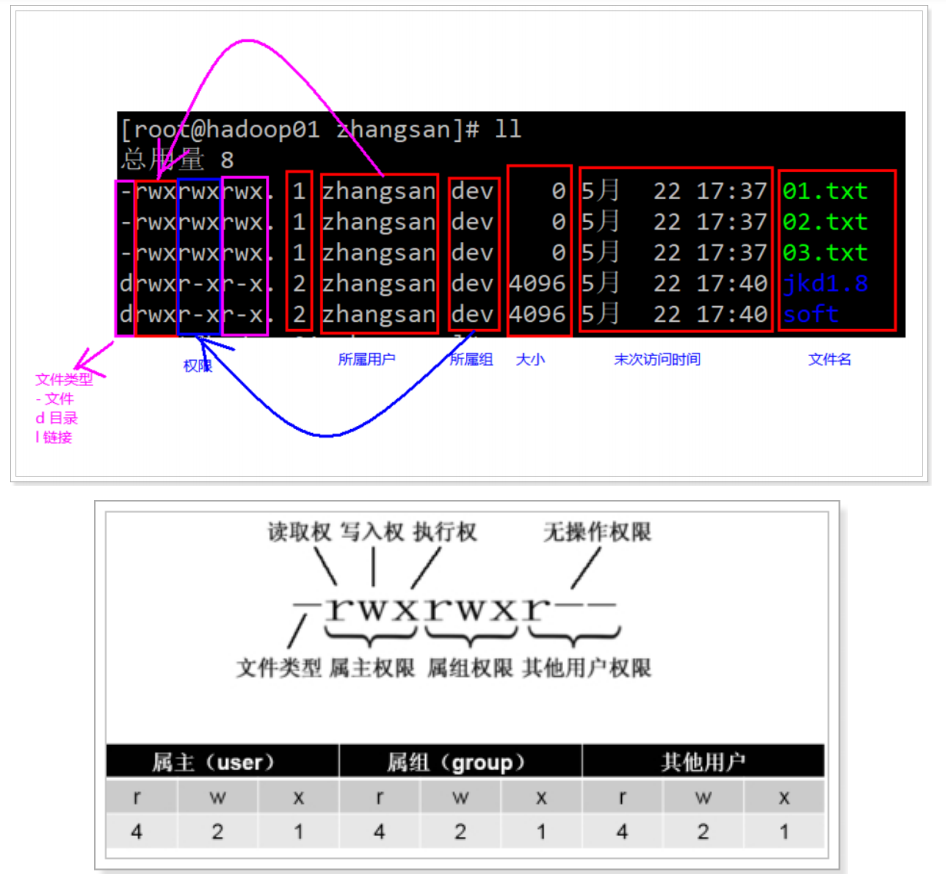 [root@hadoop01 zhangsan]# ll
总用量 8
-rwxrwxrwx. 1 zhangsan dev 0 5月 22 17:37 01.txt
-rwxrwxrwx. 1 zhangsan dev 0 5月 22 17:37 02.txt
-rwxrwxrwx. 1 zhangsan dev 0 5月 22 17:37 03.txt
drwxr-xr-x. 2 zhangsan dev 4096 5月 22 17:40 jkd1.8
drwxr-xr-x. 2 zhangsan dev 4096 5月 22 17:40 soft
权限 所属用户 所属组 大小 末次访问时间 文件名
文件类型
- 文件
d 目录
l 链接
读取权 写入权 执行权 无操作权限
-rwxrwxr--
文件类型 属主权限 属组权限 其他用户权限
属主（user） 属组（group） 其他用户
r w x r w x r w x
4 2 1 4 2 1 4 2 1